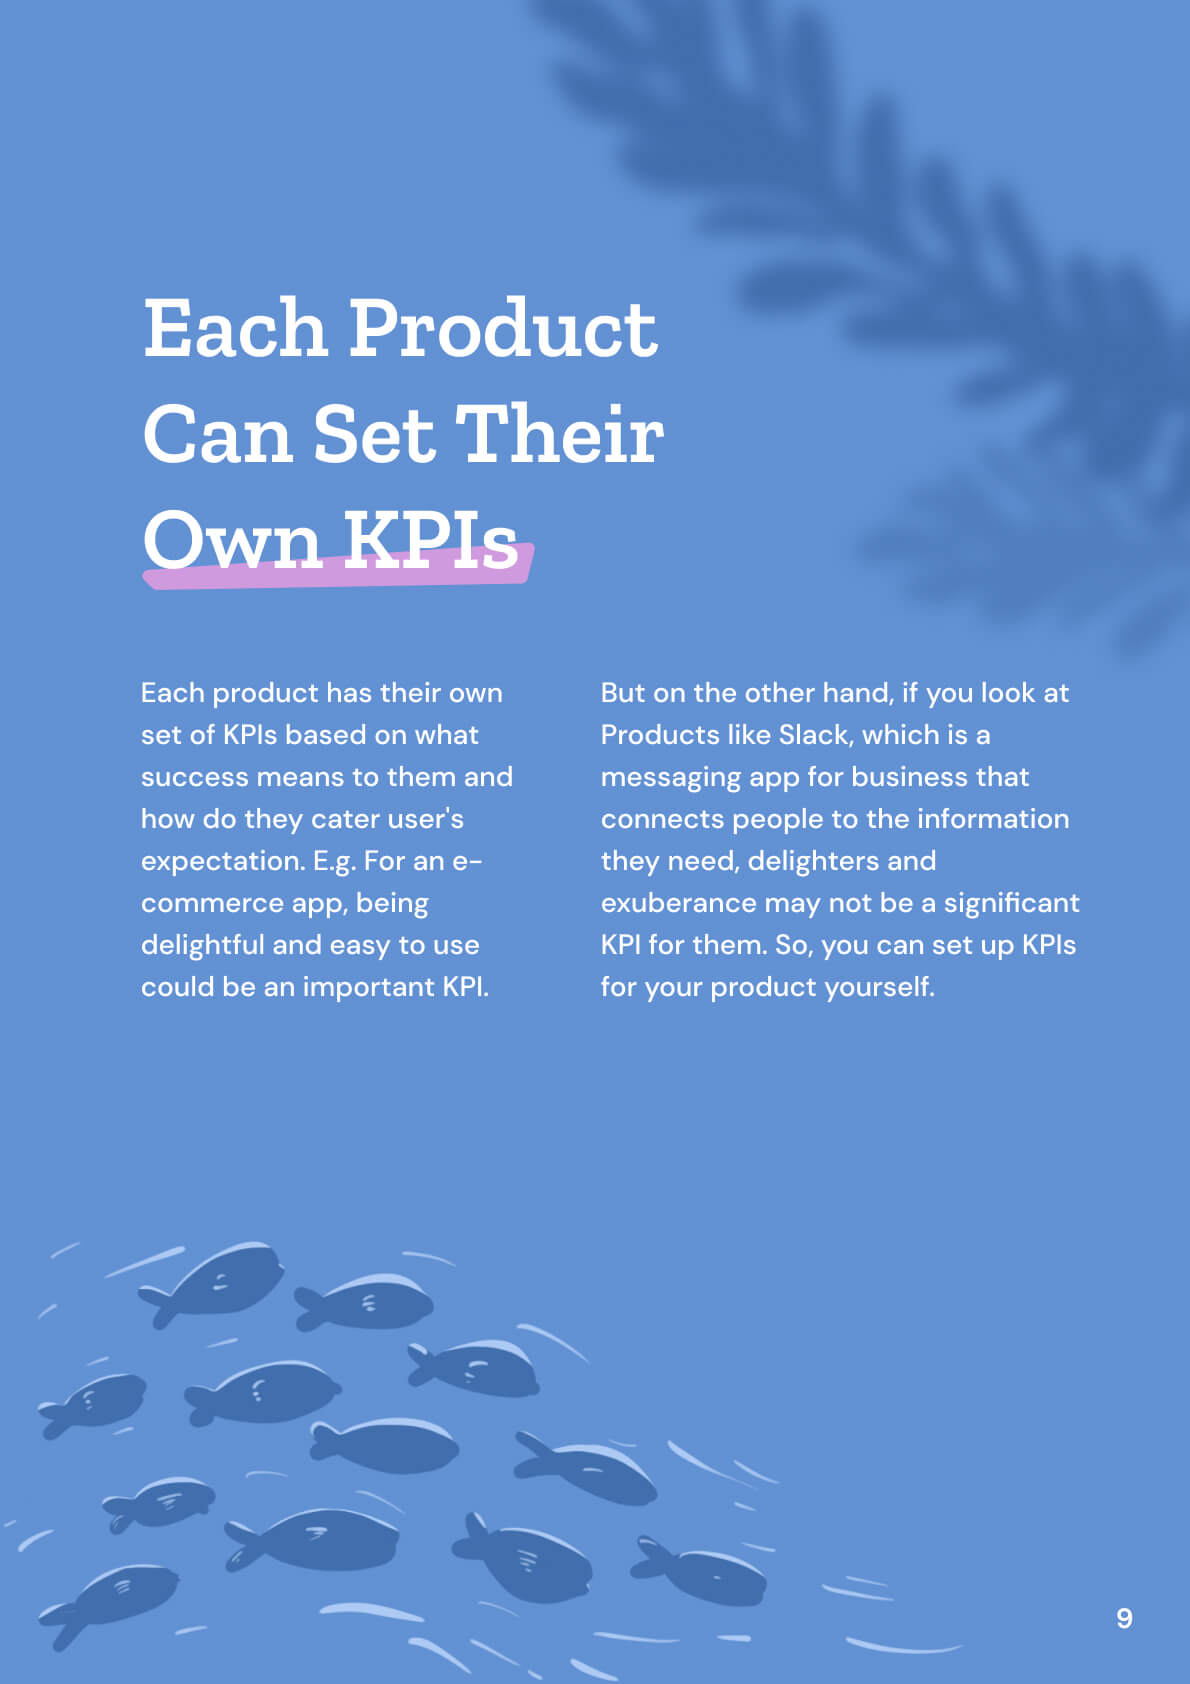 Each Product
Can Set Their
Own KPIs
Each product has their own
set of KPIs based on what
success means to them and
how do they cater user's
expectation. E.g. For an e-
commerce app, being
delightful and easy to use
could be an important KPI.
But on the other hand, if you look at
Products like Slack, which is a
messaging app for business that
connects people to the information
they need, delighters and
exuberance may not be a significant
KPI for them. So, you can set up KPIs
for your product yourself.
9